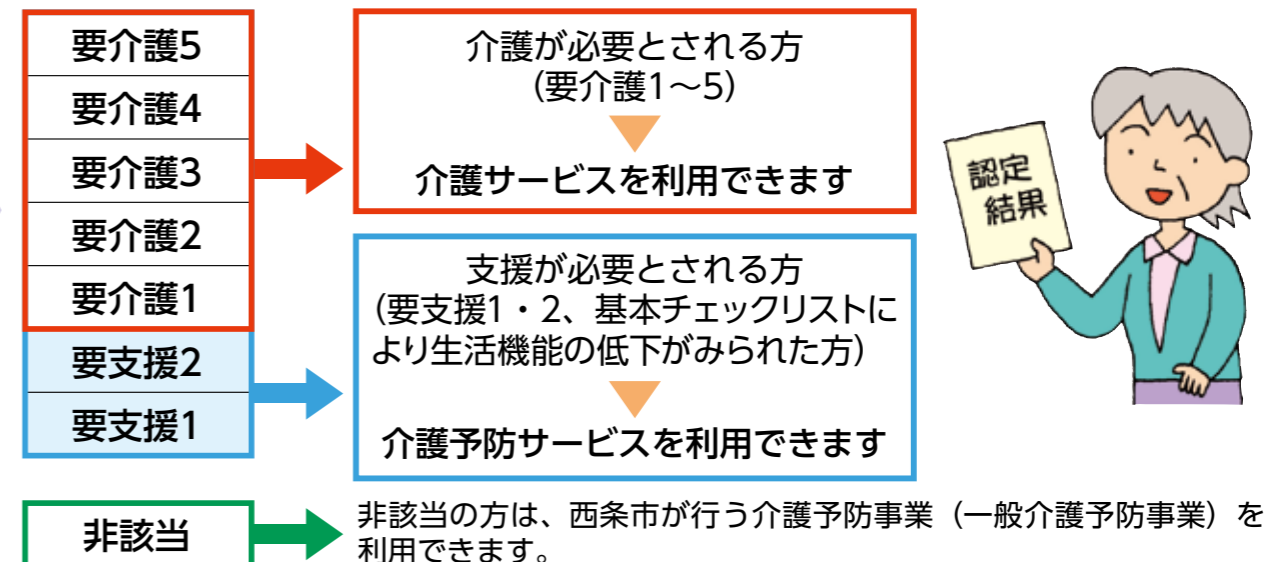 要介護5
要介護4
要介護3
要介護2
要介護1
要支援2
要支援1
非該当
介護が必要とされる方
（要介護1～5）
介護サービスを利用できます
支援が必要とされる方
（要支援1・2、基本チェックリストに
より生活機能の低下がみられた方）
介護予防サービスを利用できます
非該当の方は、西条市が行う介護予防事業（一般介護予防事業）を
利用できます。
認定
結果